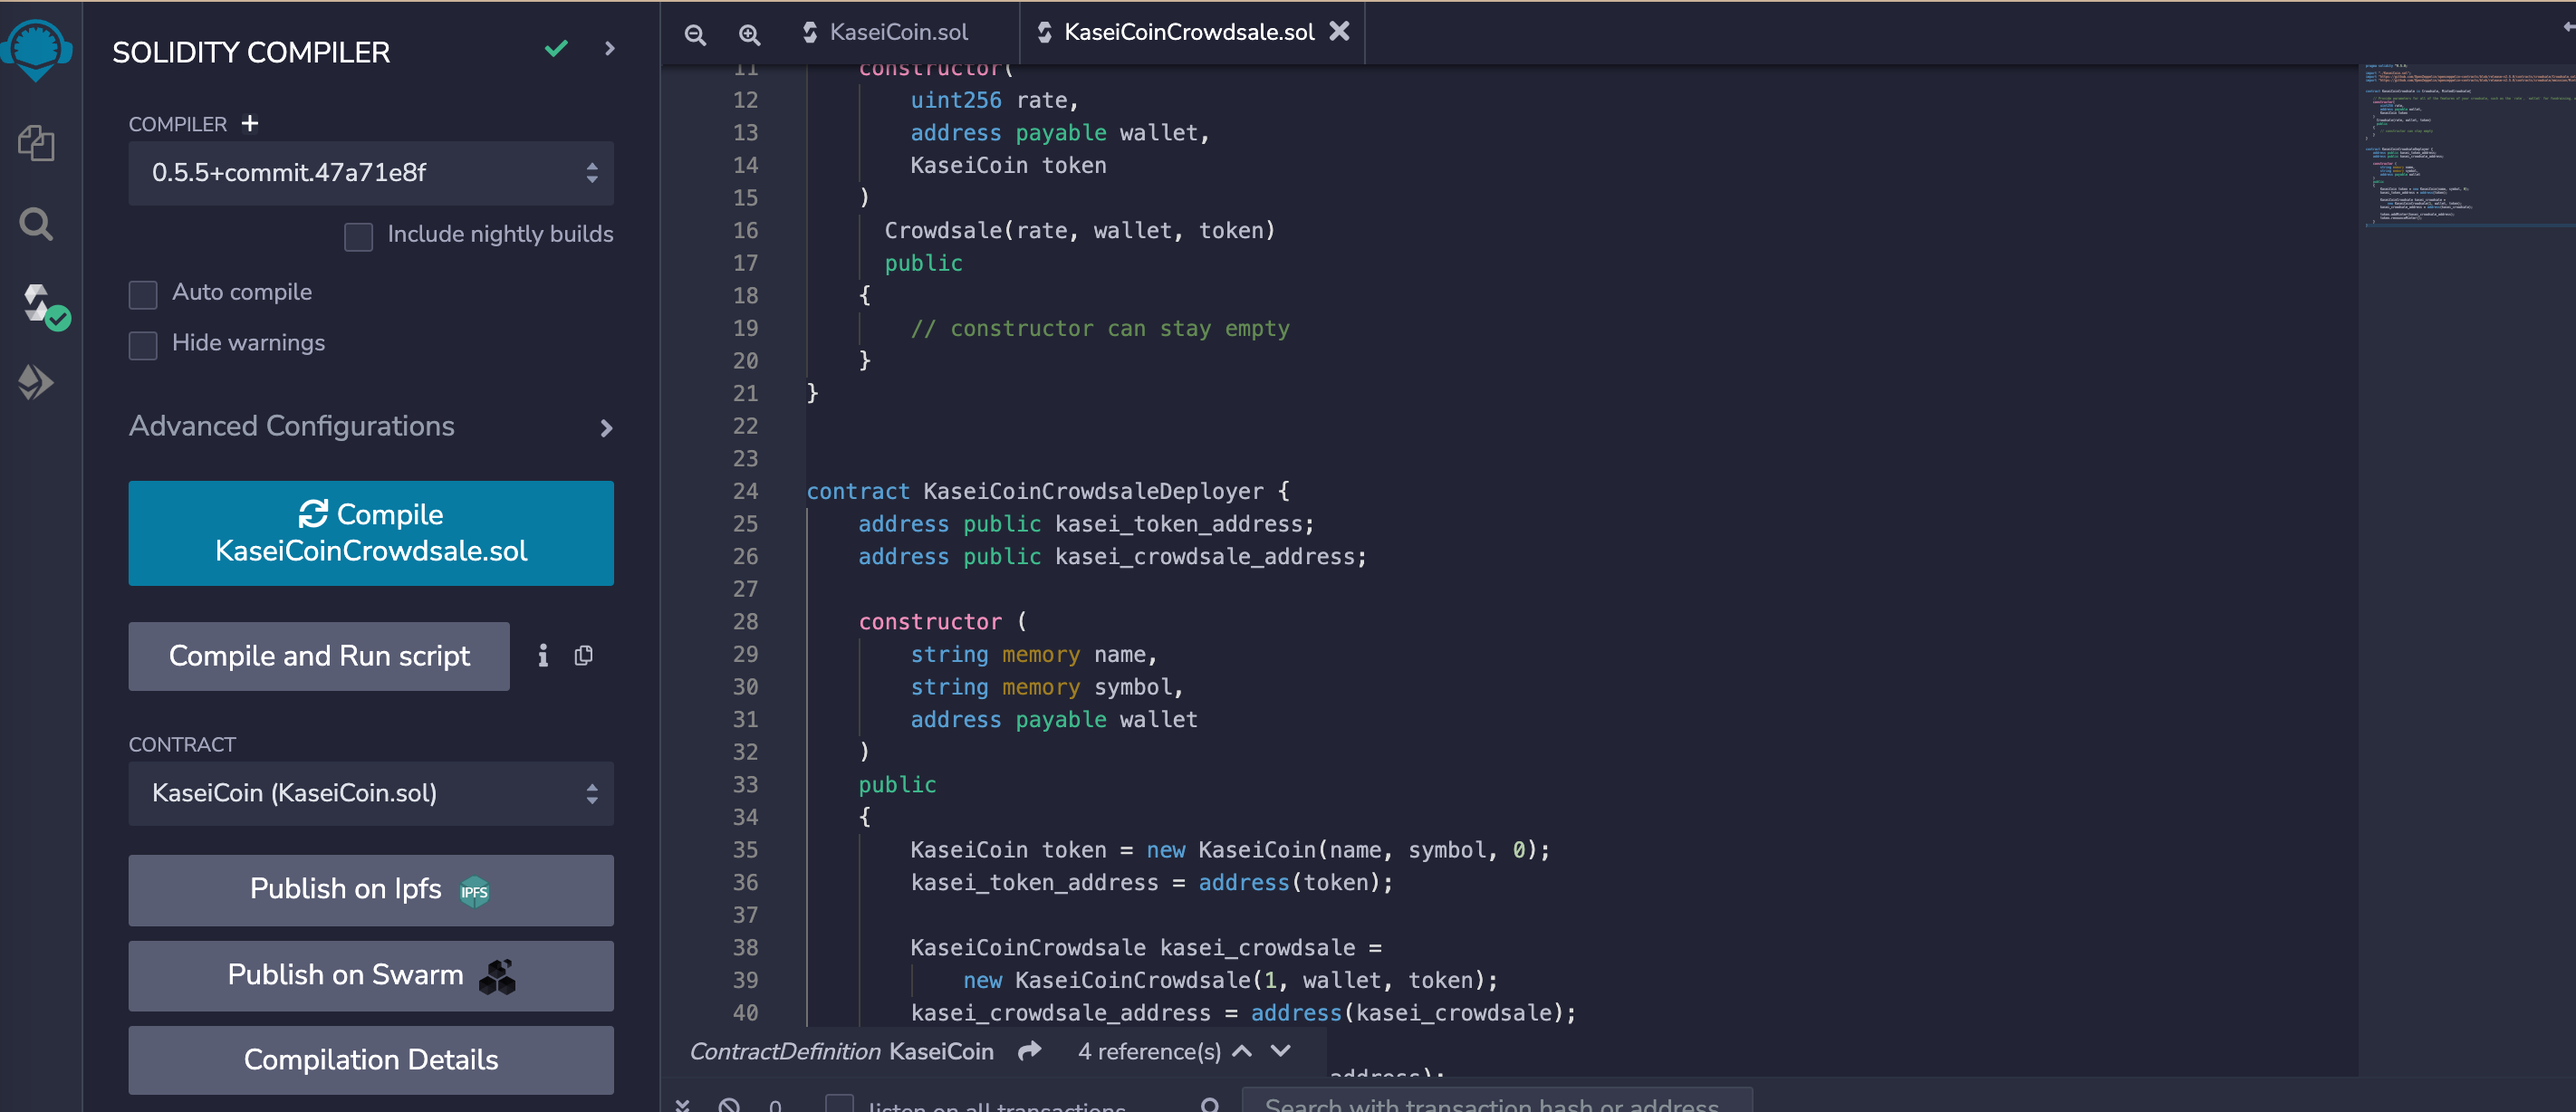 SOLIDITY COMPILER
COMPILER +
0.5.5+commit.47a71e8f
Include nightly builds
Auto compile
Hide warnings
Advanced Configurations
Compile
KaseiCoinCrowdsale.sol
Compile and Run script
CONTRACT
KaseiCoin (KaseiCoin.sol)
Publish on Ipfs IPFS
Publish on Swarm
Compilation Details
KaseiCoin.sol
KaseiCoinCrowdsale.sol
11 constructor(
12 uint256 rate,
13 address payable wallet,
14 KaseiCoin token
15 )
16 Crowdsale(rate, wallet, token)
17 public
18 {
19 // constructor can stay empty
20 }
21 }
22
23
24 contract KaseiCoinCrowdsaleDeployer {
25 address public kasei_token_address;
26 address public kasei_crowdsale_address;
27
28 constructor (
29 string memory name,
30 string memory symbol,
31 address payable wallet
32 )
33 public
34 {
35 KaseiCoin token = new KaseiCoin(name, symbol, 0);
36 kasei_token_address = address(token);
37
38 KaseiCoinCrowdsale kasei_crowdsale =
39 new KaseiCoinCrowdsale(1, wallet, token);
40 kasei_crowdsale_address = address(kasei_crowdsale);
address);
ContractDefinition KaseiCoin 4 reference(s)
0 listen on all transactions Search with transaction hash or address